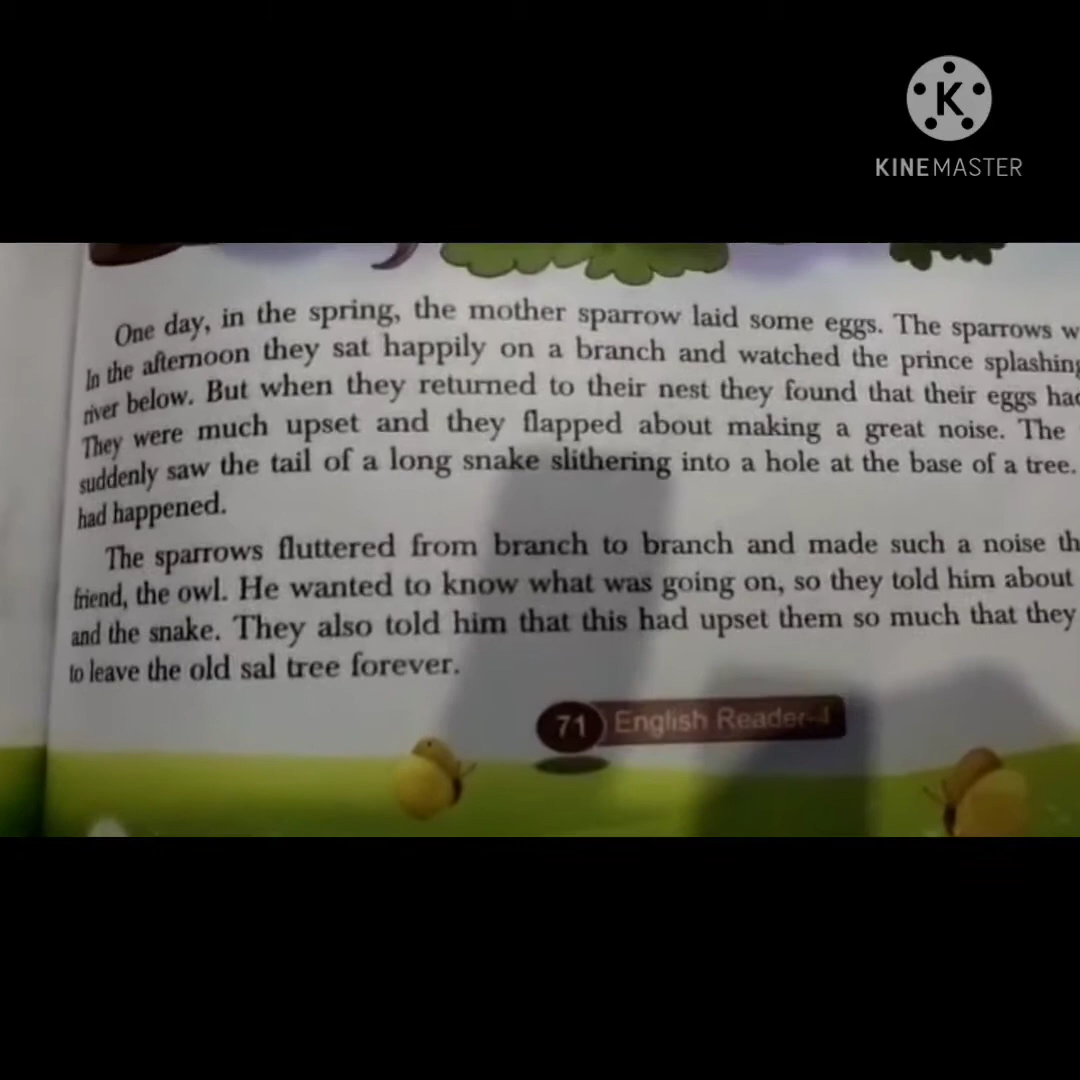 KINEMASTER
One day, in the spring, the mother sparrow laid some eggs. The sparrows w
In the afternoon they sat happily on a branch and watched the prince splashing
river below. But when they returned to their nest they found that their eggs had
They were much upset and they flapped about making a great noise. The
suddenly saw the tail of a long snake slithering into a hole at the base of a tree.
had happened.
The sparrows fluttered from branch to branch and made such a noise th
friend, the owl. He wanted to know what was going on, so they told him about
and the snake. They also told him that this had upset them so much that they
to leave the old sal tree forever.
71 English Reader-4